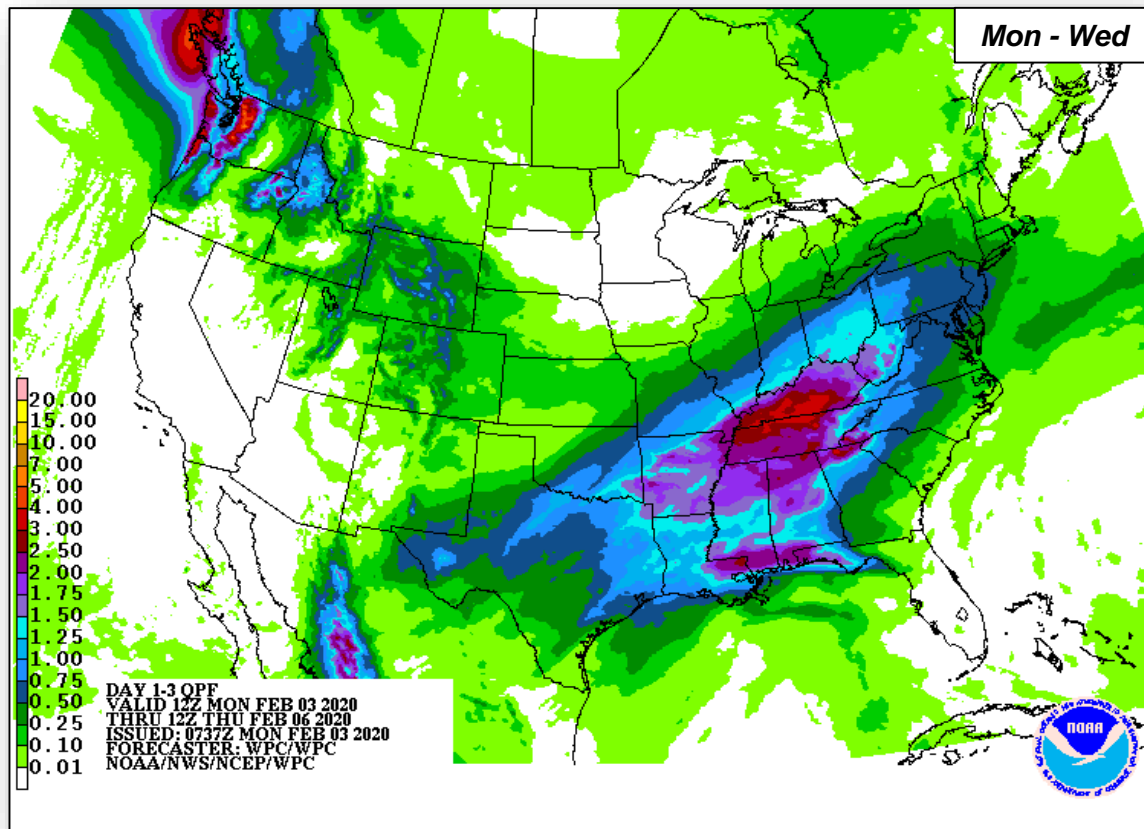 Mon - Wed
20.00
15.00
10.00
7.00
5.00
4.00
3.00
2.50
2.00
1.75
1.50
1.25
1.00
0.75
0.50
0.25
0.10
0.01
DAY 1-3 QPF
VALID 12Z MON FEB 03 2020
THRU 12Z THU FEB 06 2020
ISSUED: 0737Z MON FEB 03 2020
FORECASTER: WPC/WPC
NOAA/NWS/NCEP/WPC
NOAA